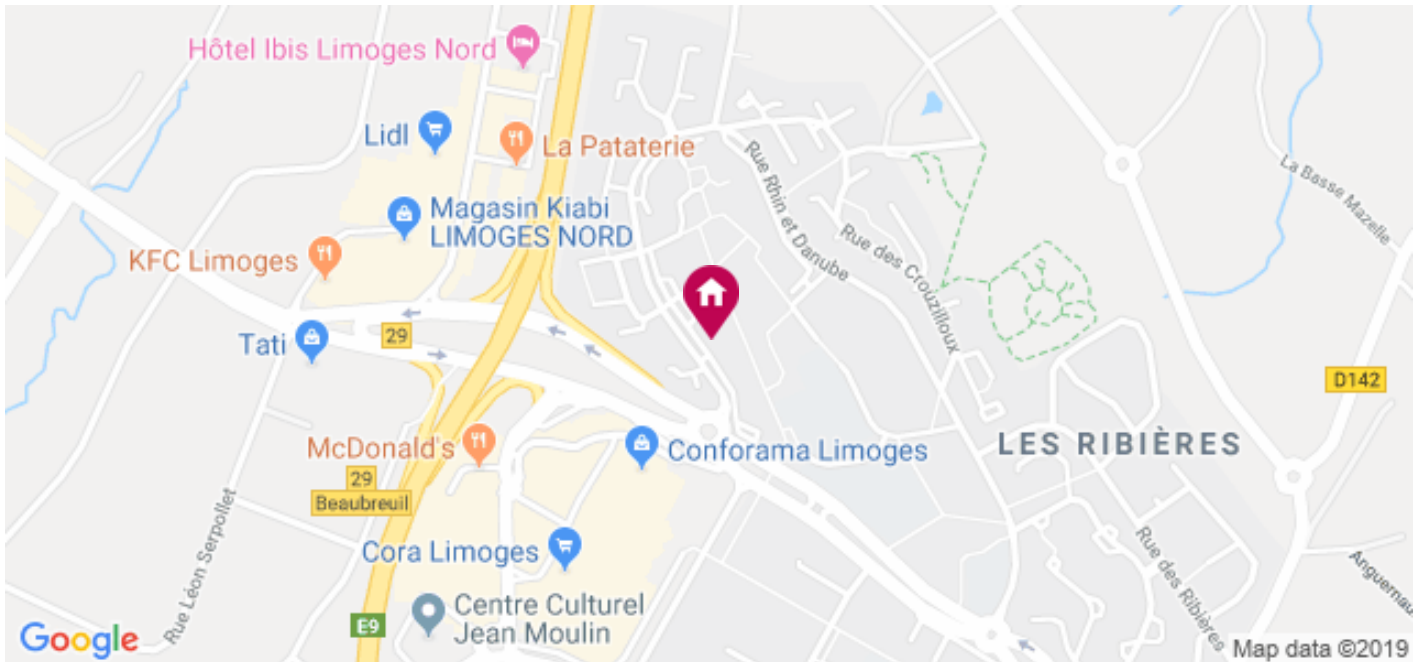 Hôtel Ibis Limoges Nord
Lidl
La Pataterie
Magasin Kiabi
LIMOGES NORD
KFC Limoges
29
Tati
McDonald's
29
Beaubreuil
Conforama Limoges
Cora Limoges
Centre Culturel
Jean Moulin
E9
Rue Léon Serpollet
Rue Rhin et Danube
Rue des Crouzilloux
La Basse Mazelle
D142
LES RIBIÈRES
Rue des Ribières
Anguernau
Google
Map data ©2019